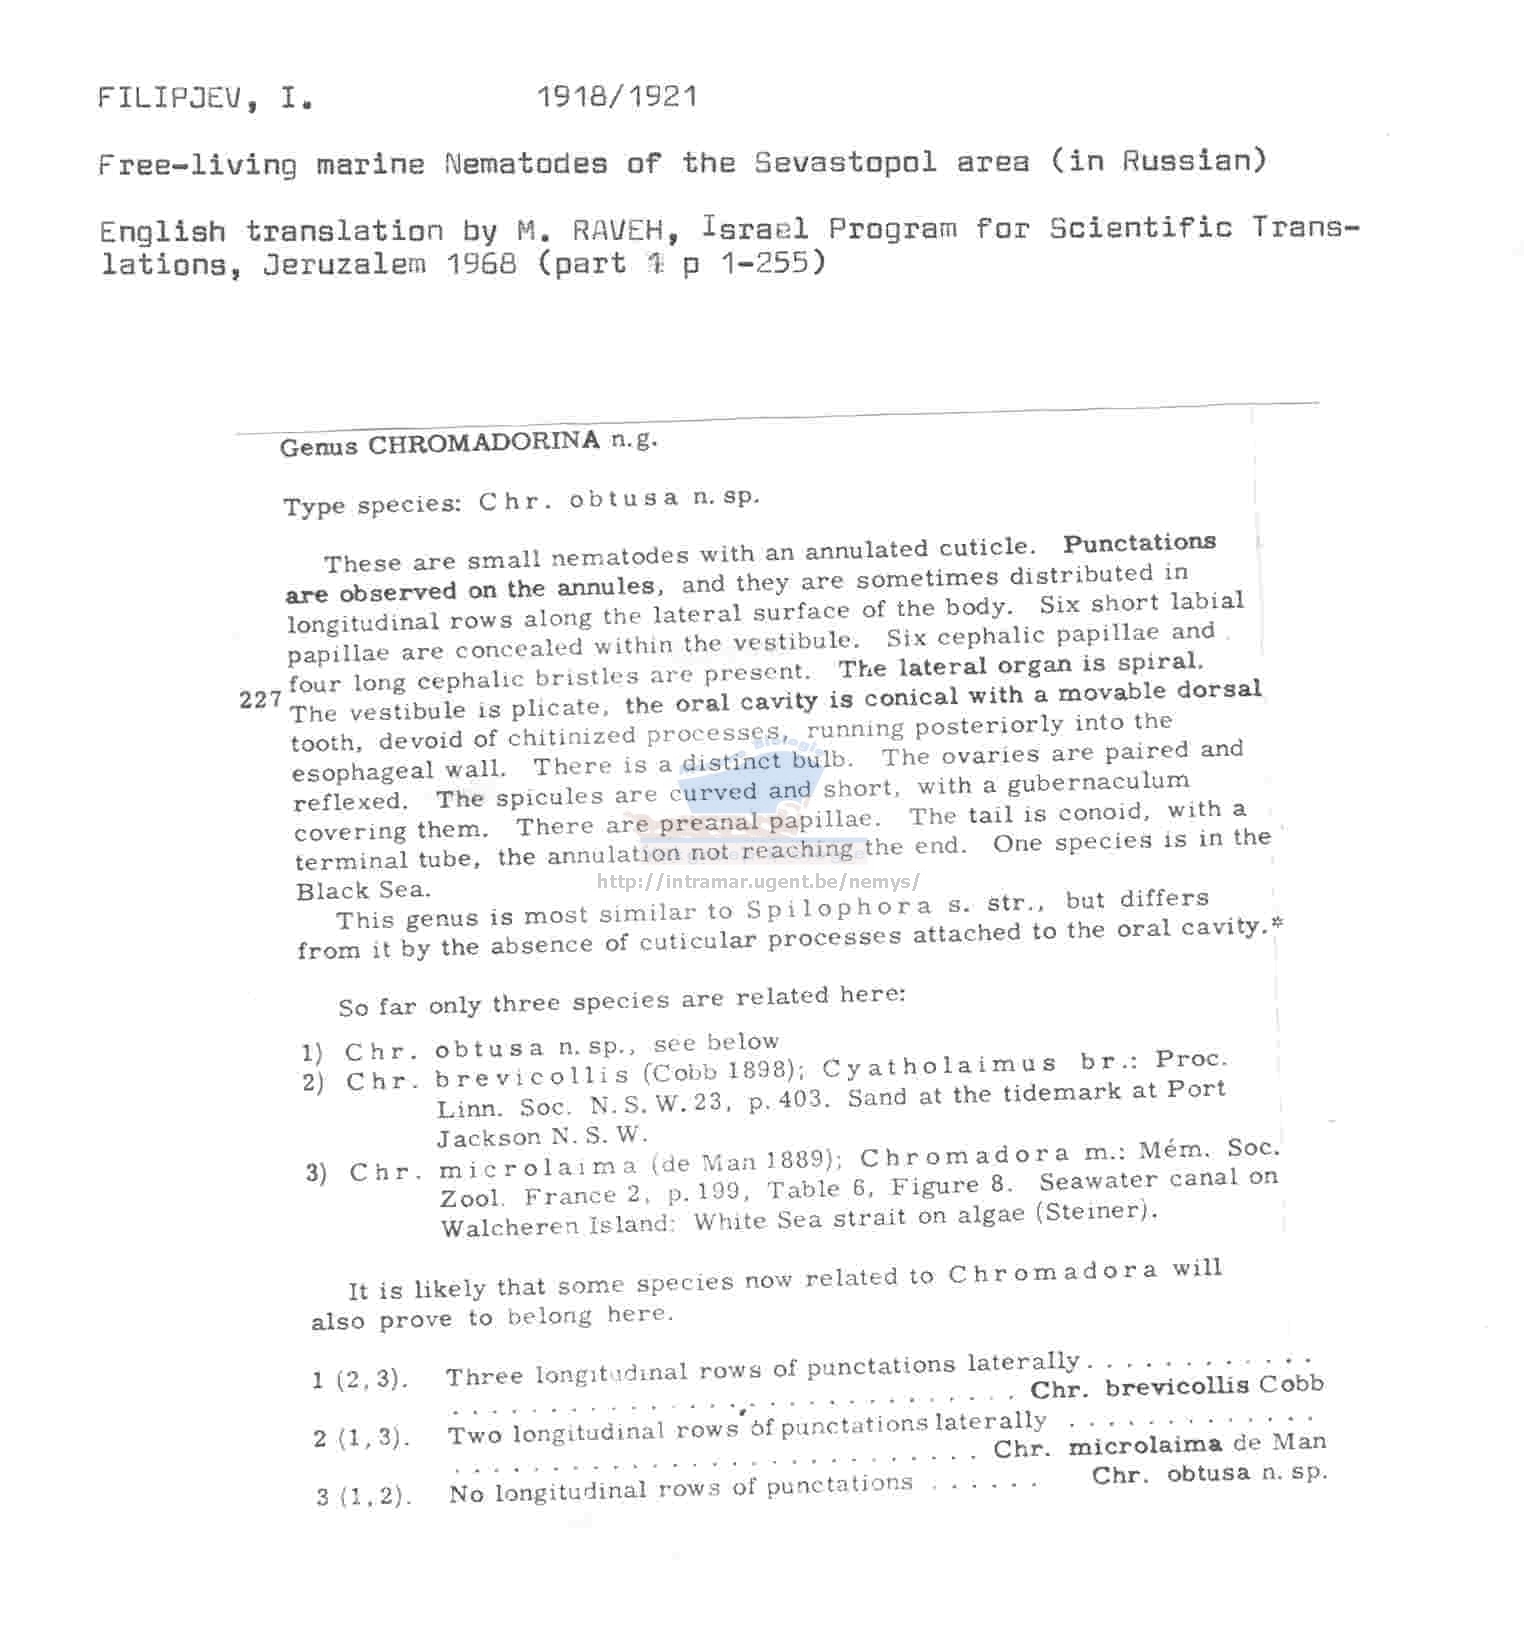 FILIPJEV, I. 1918/1921
Free-living marine Nematodes of the Sevastopol area (in Russian)
English translation by M. RAVEH, Israel Program for Scientific Trans-
lations, Jeruzalem 1968 (part 1 p 1-255)
Genus CHROMADORINA n.g.
Type species: Chr. obtusa n. sp.
These are small nematodes with an annulated cuticle. Punctations
are observed on the annules, and they are sometimes distributed in
longitudinal rows along the lateral surface of the body. Six short labial
papillae are concealed within the vestibule. Six cephalic papillae and
four long cephalic bristles are present. The lateral organ is spiral.
227 The vestibule is plicate, the oral cavity is conical with a movable dorsal
tooth, devoid of chitinized processes, running posteriorly into the
esophageal wall. There is a distinct bulb. The ovaries are paired and
reflexed. The spicules are curved and short, with a gubernaculum
covering them. There are preanal papillae. The tail is conoid, with a
terminal tube, the annulation not reaching the end. One species is in the
Black Sea.
http://intramar.ugent.be/nemys/
This genus is most similar to Spilophora s. str., but differs
from it by the absence of cuticular processes attached to the oral cavity.*
So far only three species are related here:
1) Chr. obtusa n. sp., see below
2) Chr. brevicollis (Cobb 1898); Cyatholaimus br.: Proc.
Linn. Soc. N. S. W. 23, p. 403. Sand at the tidemark at Port
Jackson N. S. W.
3) Chr. microlaima (de Man 1889); Chromadora m.: Mém. Soc.
Zool. France 2, p. 199, Table 6, Figure 8. Seawater canal on
Walcheren Island; White Sea strait on algae (Steiner).
It is likely that some species now related to Chromadora will
also prove to belong here.
1 (2, 3). Three longitudinal rows of punctations laterally. . . . . . . . . . . .
. . . . . . . . . . . . . . . . . . . . . . . . . . . . . Chr. brevicollis Cobb
2 (1, 3). Two longitudinal rows of punctations laterally . . . . . . . . . . . . .
. . . . . . . . . . . . . . . . . . . . . . . . . . . Chr. microlaima de Man
3 (1, 2). No longitudinal rows of punctations . . . . . . Chr. obtusa n. sp.